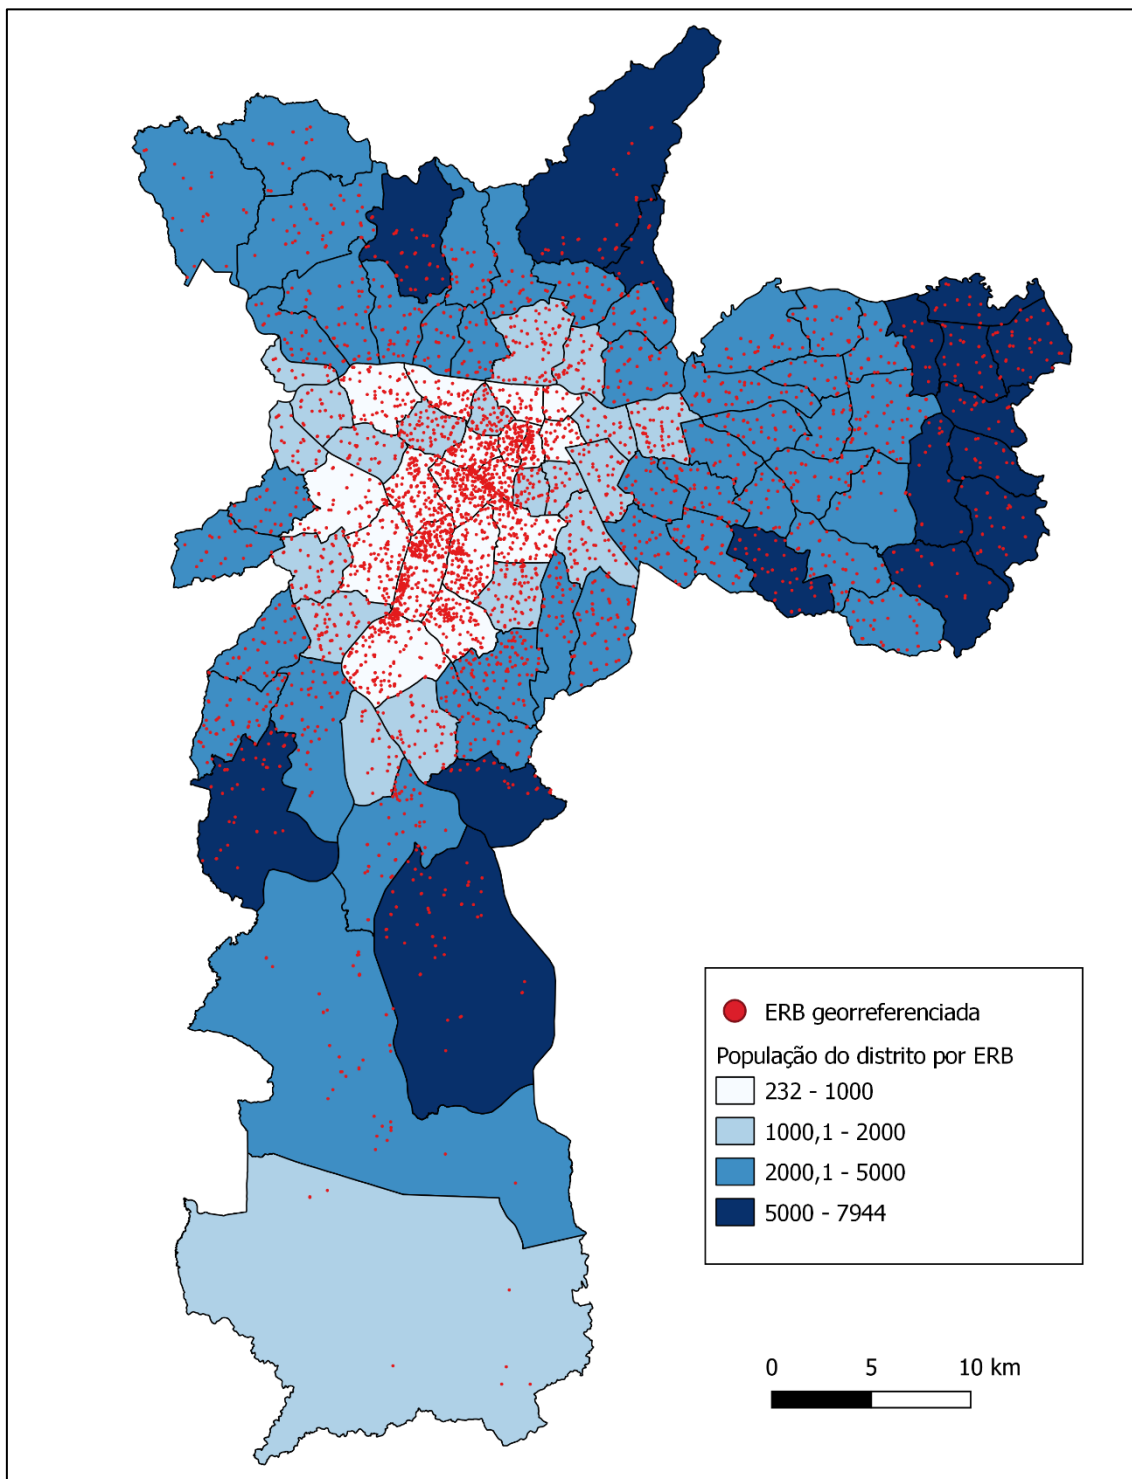 ERB georreferenciada
População do distrito por ERB
232 - 1000
1000,1 - 2000
2000,1 - 5000
5000 - 7944
0 5 10 km